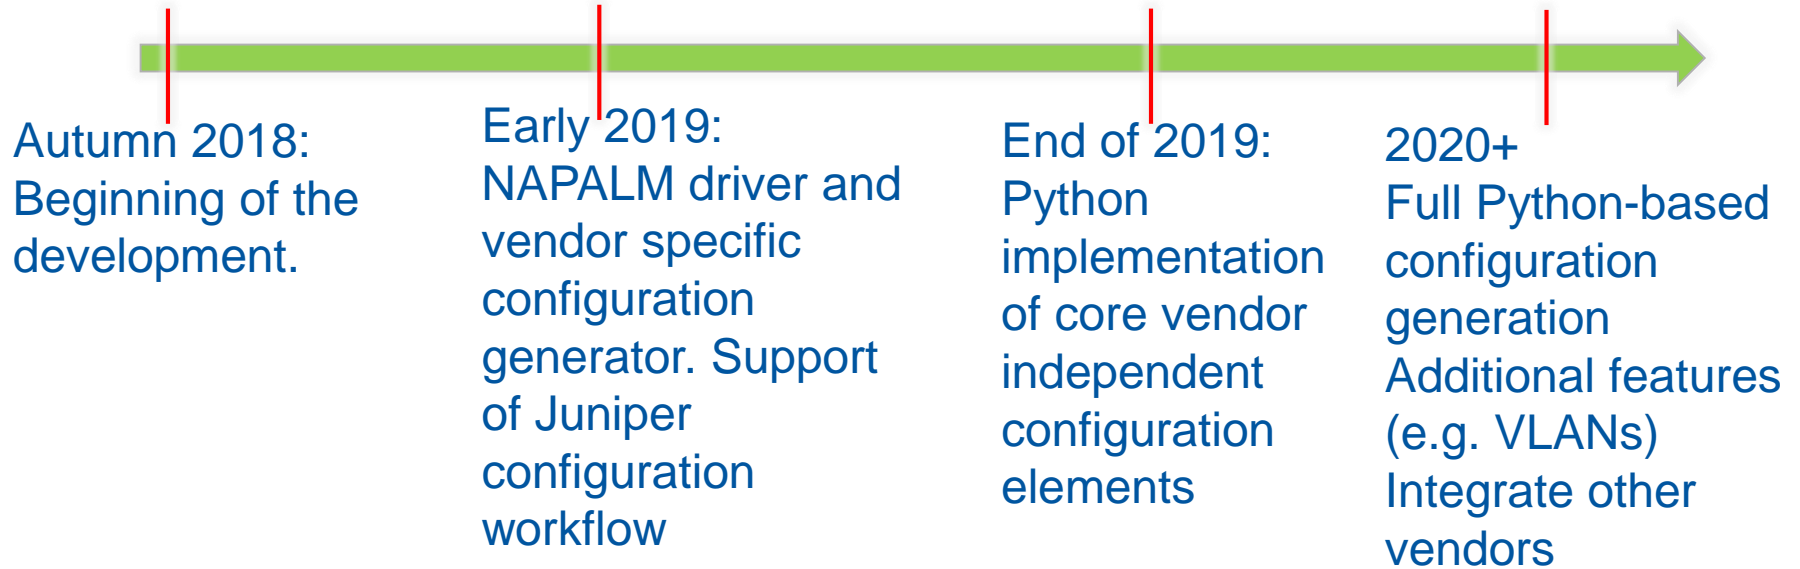 Autumn 2018:
Beginning of the
development.
Early 2019:
NAPALM driver and
vendor specific
configuration
generator. Support
of Juniper
configuration
workflow
End of 2019:
Python
implementation
of core vendor
independent
configuration
elements
2020+
Full Python-based
configuration
generation
Additional features
(e.g. VLANs)
Integrate other
vendors